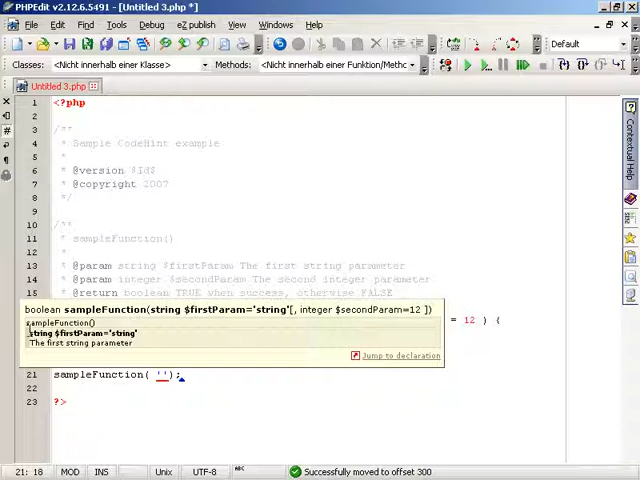 PHPEdit v2.12.6.5491 - [Untitled 3.php *]
File Edit Search Tools Debug eZ publish View Windows Help
Default
Classes: <Nicht innerhalb einer Klasse> Methods: <Nicht innerhalb einer Funktion/Methode
Untitled 3.php
1 <?php
2
3 /**
4 * Sample CodeHint example
5 *
6 * @version $Id$
7 * @copyright 2007
8 */
9
10 /**
11 * sampleFunction()
12 *
13 * @param string $firstParam The first string parameter
14 * @param integer $secondParam The second integer parameter
15 * @return boolean TRUE when success, otherwise FALSE
boolean sampleFunction(string $firstParam='string'[, integer $secondParam=12 ])
= 12 ) {
sampleFunction()
string $firstParam='string'
The first string parameter
Jump to declaration
21 sampleFunction( '');
22
23 ?>
Contextual Help
21: 18 MOD INS Unix UTF-8 ABC Successfully moved to offset 300